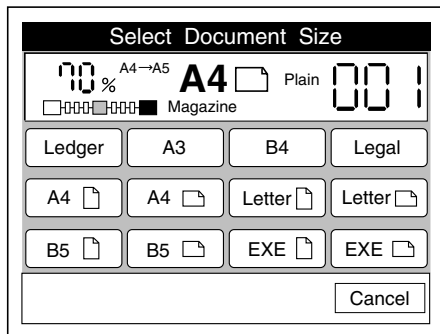 Select Document Size
70 % A4→A5 A4 Plain 001
Magazine
Ledger A3 B4 Legal
A4 A4 Letter Letter
B5 B5 EXE EXE
Cancel